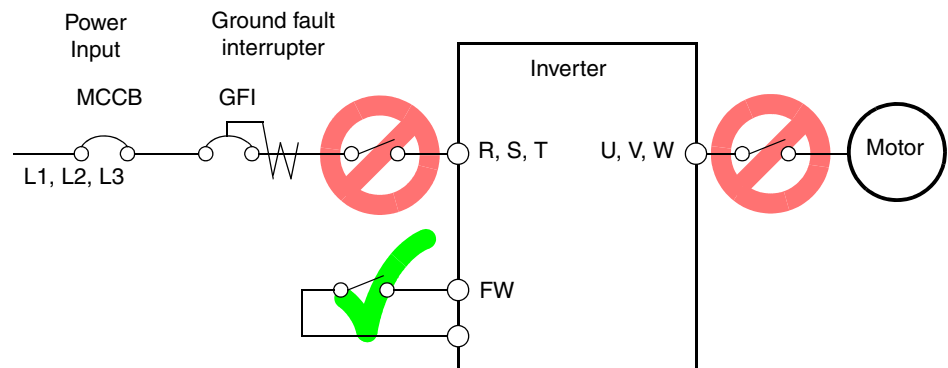 Power
Input
Ground fault
interrupter
MCCB
GFI
Inverter
L1, L2, L3
R, S, T
U, V, W
Motor
FW